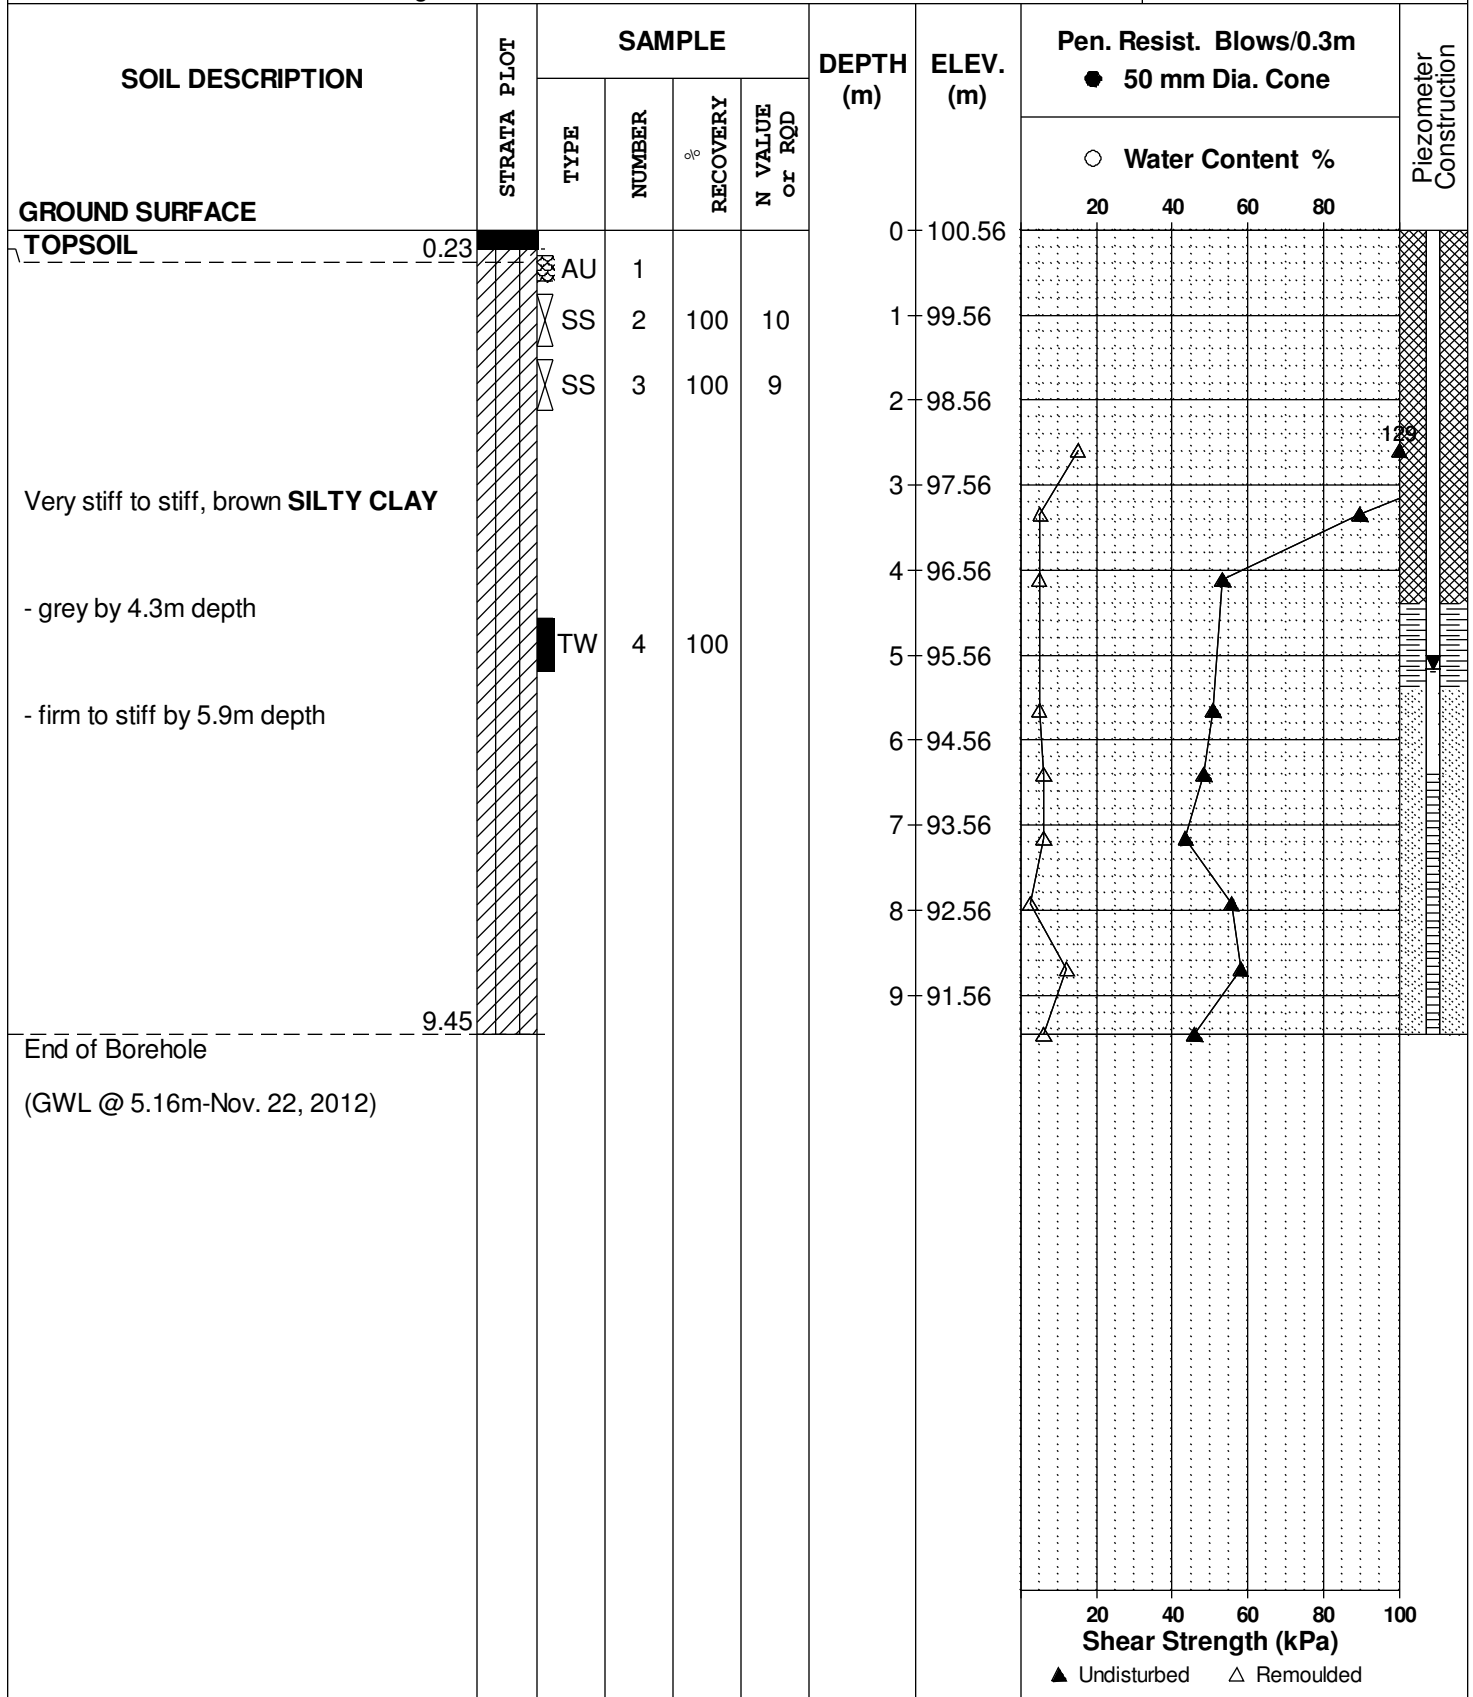 SOIL DESCRIPTION
GROUND SURFACE
STRATA PLOT
SAMPLE
TYPE
NUMBER
% RECOVERY
N VALUE or RQD
DEPTH (m)
ELEV. (m)
Pen. Resist. Blows/0.3m
● 50 mm Dia. Cone
○ Water Content %
20 40 60 80
Piezometer Construction
TOPSOIL 0.23
0 100.56
AU 1
SS 2 100 10
1 99.56
SS 3 100 9
2 98.56
129
3 97.56
Very stiff to stiff, brown SILTY CLAY
4 96.56
- grey by 4.3m depth
TW 4 100
5 95.56
- firm to stiff by 5.9m depth
6 94.56
7 93.56
8 92.56
9 91.56
9.45
End of Borehole
(GWL @ 5.16m-Nov. 22, 2012)
20 40 60 80 100
Shear Strength (kPa)
▲ Undisturbed △ Remoulded